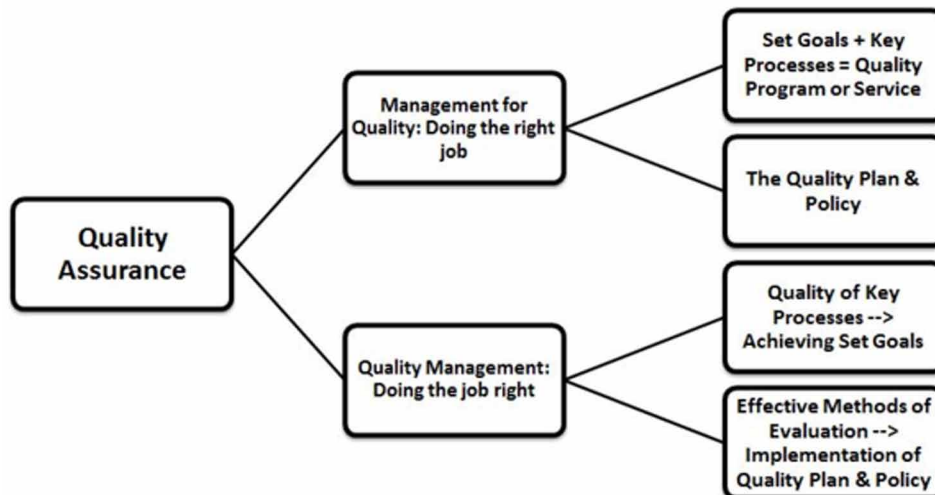 Set Goals + Key
Processes = Quality
Program or Service
Management for
Quality: Doing the right
job
The Quality Plan &
Policy
Quality
Assurance
Quality of Key
Processes -->
Achieving Set Goals
Quality Management:
Doing the job right
Effective Methods of
Evaluation -->
Implementation of
Quality Plan & Policy